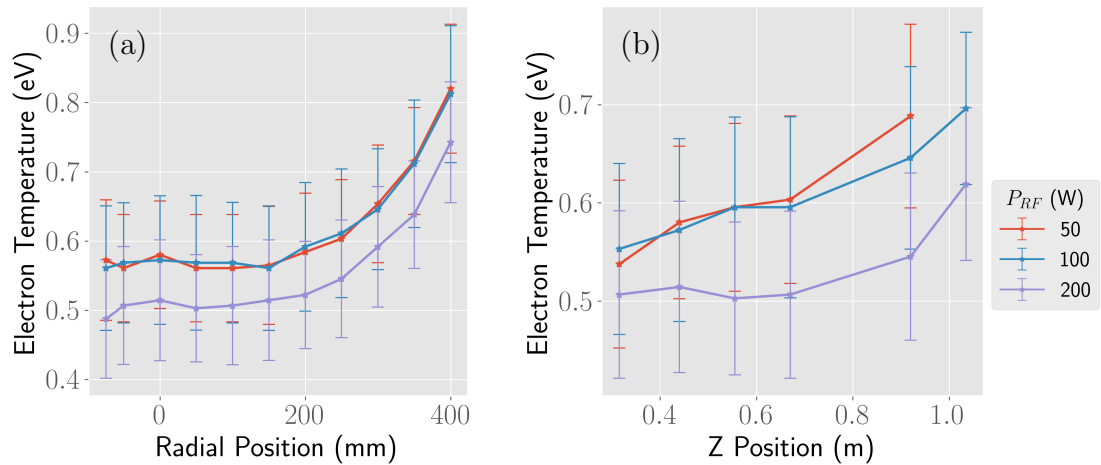 (a)
Electron Temperature (eV)
0.9
0.8
0.7
0.6
0.5
0.4
0
200
400
Radial Position (mm)
(b)
Electron Temperature (eV)
0.7
0.6
0.5
0.4
0.6
0.8
1.0
Z Position (m)
P_{RF} (W)
50
100
200